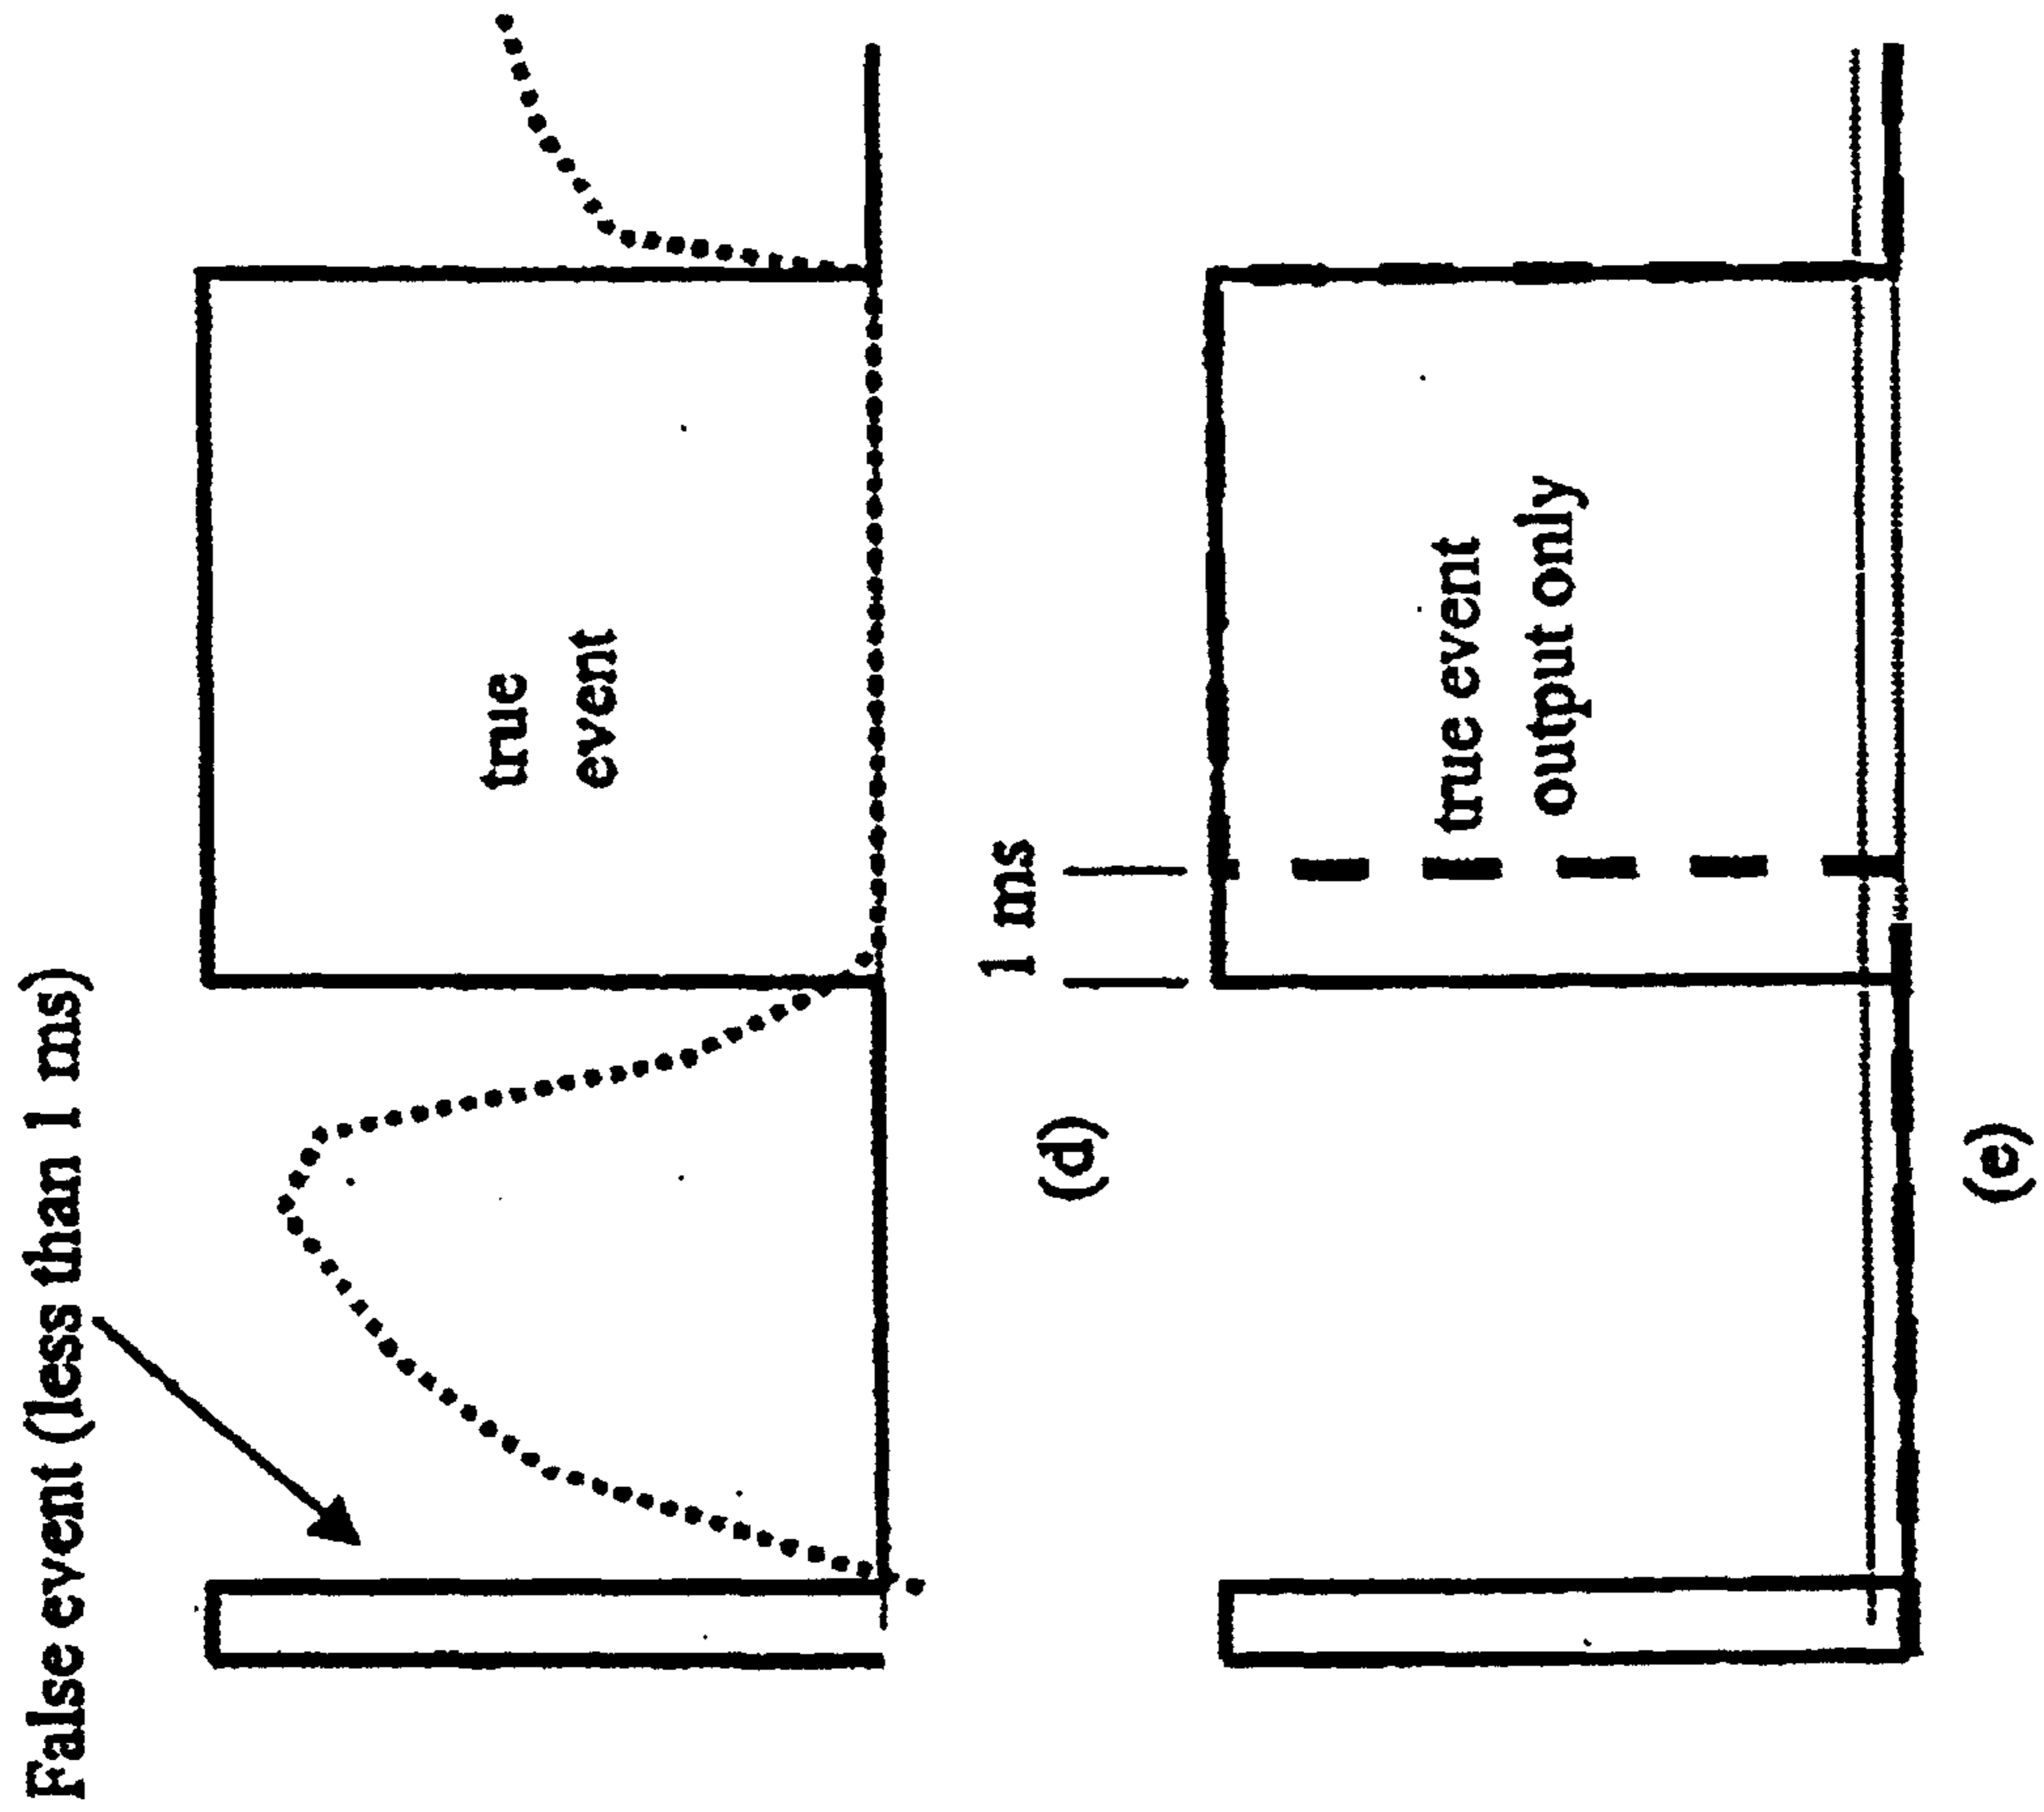 False event (less than 1 ms)
true
event
(d)
1 ms
true event
output only
(e)